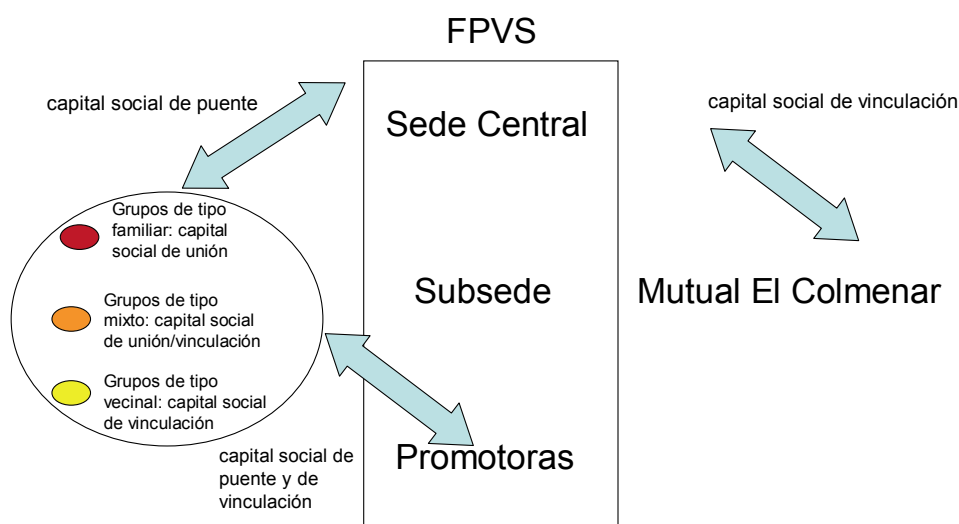 FPVS
capital social de puente
capital social de vinculación
Sede Central
Grupos de tipo
familiar: capital
social de unión
Grupos de tipo
mixto: capital social
de unión/vinculación
Grupos de tipo
vecinal: capital social
de vinculación
Subsede
Mutual El Colmenar
capital social de
puente y de
vinculación
Promotoras